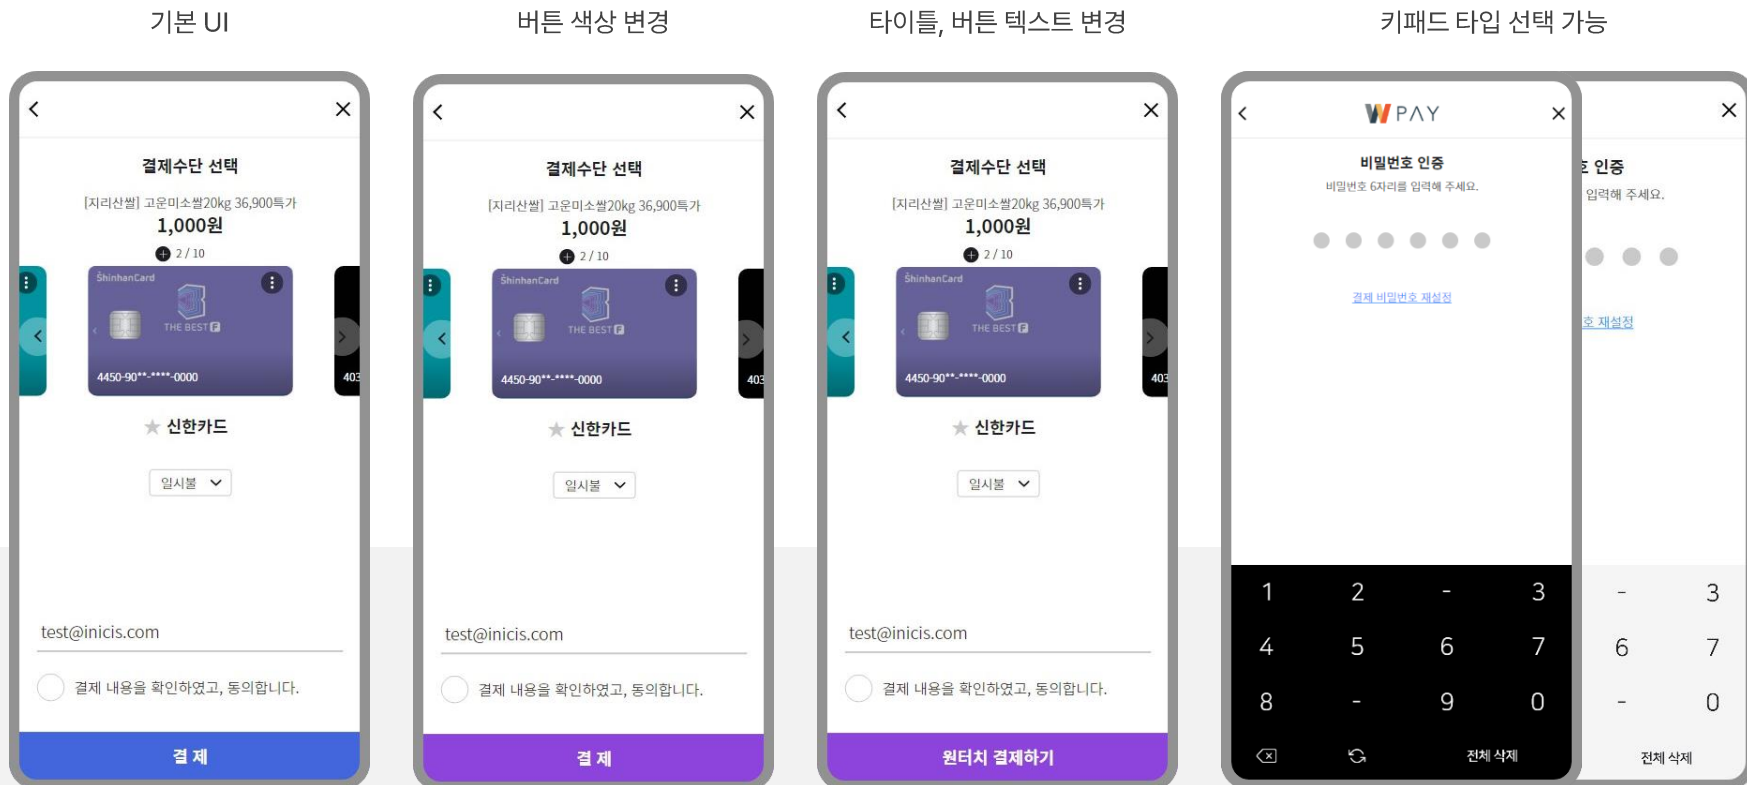 기본 UI
결제수단 선택
[지리산쌀] 고운미소쌀20kg 36,900특가
1,000원
2 / 10
ShinhanCard
THE BEST F
4450-90**-****-0000
403
신한카드
일시불
test@inicis.com
결제 내용을 확인하였고, 동의합니다.
결 제
버튼 색상 변경
결제수단 선택
[지리산쌀] 고운미소쌀20kg 36,900특가
1,000원
2 / 10
ShinhanCard
THE BEST F
4450-90**-****-0000
403
신한카드
일시불
test@inicis.com
결제 내용을 확인하였고, 동의합니다.
결 제
타이틀, 버튼 텍스트 변경
결제수단 선택
[지리산쌀] 고운미소쌀20kg 36,900특가
1,000원
2 / 10
ShinhanCard
THE BEST F
4450-90**-****-0000
403
신한카드
일시불
test@inicis.com
결제 내용을 확인하였고, 동의합니다.
원터치 결제하기
키패드 타입 선택 가능
W PAY
비밀번호 인증
비밀번호 6자리를 입력해 주세요.
결제 비밀번호 재설정
1 2 - 3
4 5 6 7
8 - 9 0
전체 삭제
호 인증
입력해 주세요.
호 재설정
- 3
6 7
- 0
전체 삭제